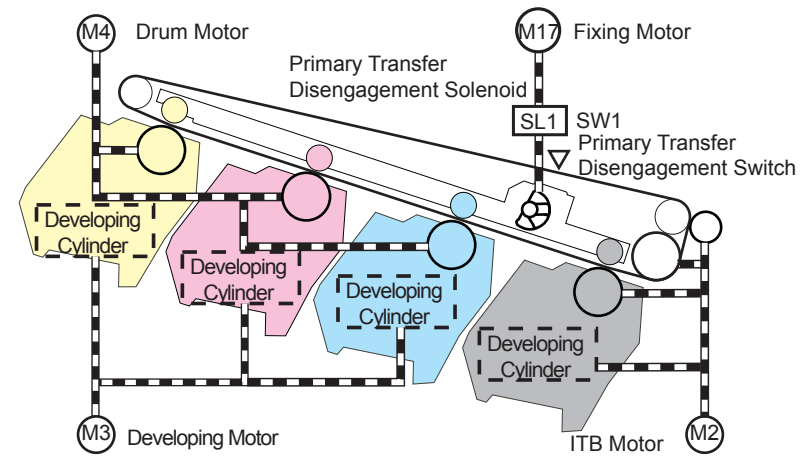 M4 Drum Motor
M17 Fixing Motor
Primary Transfer
Disengagement Solenoid
SL1 SW1
Primary Transfer
Disengagement Switch
Developing
Cylinder
Developing
Cylinder
Developing
Cylinder
Developing
Cylinder
M3 Developing Motor
ITB Motor M2